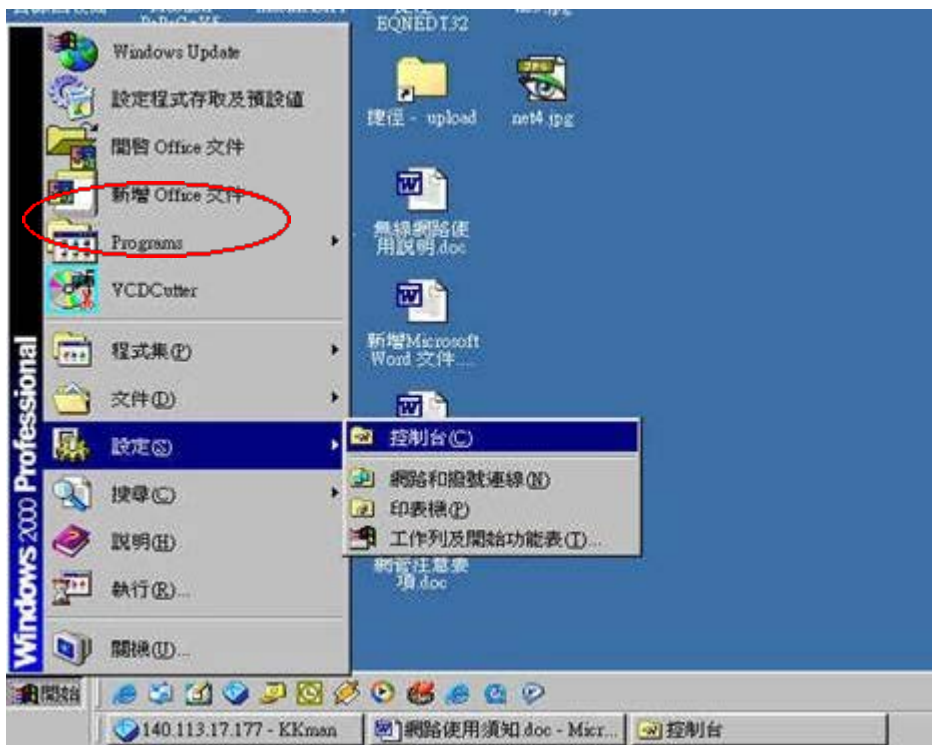 EQNEDT32
捷徑 - upload
net4.jpg
無線網路使
用說明.doc
新增Microsoft
Word 文件....
網管注意要
項.doc
Windows 2000 Professional
Windows Update
設定程式存取及預設值
開啟 Office 文件
新增 Office 文件
Programs
VCDCutter
程式集(P)
文件(D)
設定(S)
搜尋(C)
說明(H)
執行(R)...
關機(U)...
控制台(C)
網路和撥號連線(N)
印表機(P)
工作列及開始功能表(T)...
開始
140.113.17.177 - KKman
網路使用須知.doc - Micr...
控制台